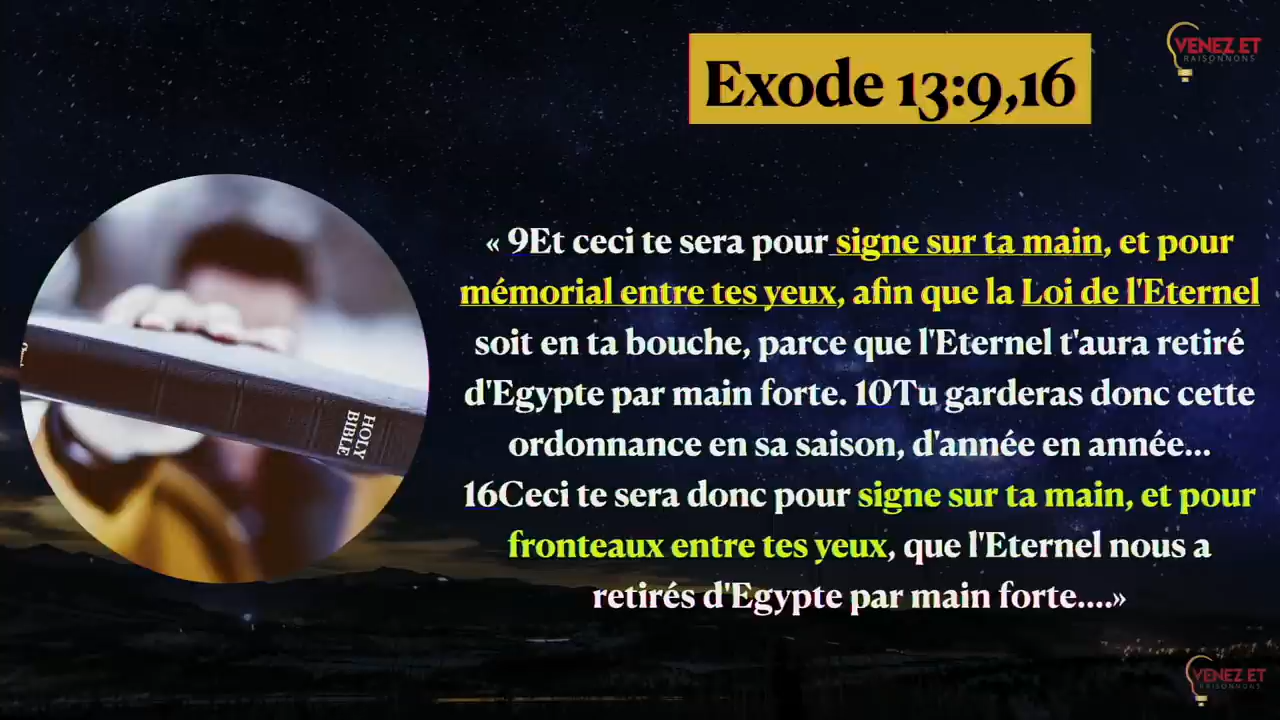 Exode 13:9,16
VENEZ ET
RAISONNONS
« 9Et ceci te sera pour signe sur ta main, et pour
mémorial entre tes yeux, afin que la Loi de l'Eternel
soit en ta bouche, parce que l'Eternel t'aura retiré
d'Egypte par main forte. 10Tu garderas donc cette
ordonnance en sa saison, d'année en année...
16Ceci te sera donc pour signe sur ta main, et pour
fronteaux entre tes yeux, que l'Eternel nous a
retirés d'Egypte par main forte....»
HOLY
BIBLE
VENEZ ET
RAISONNONS